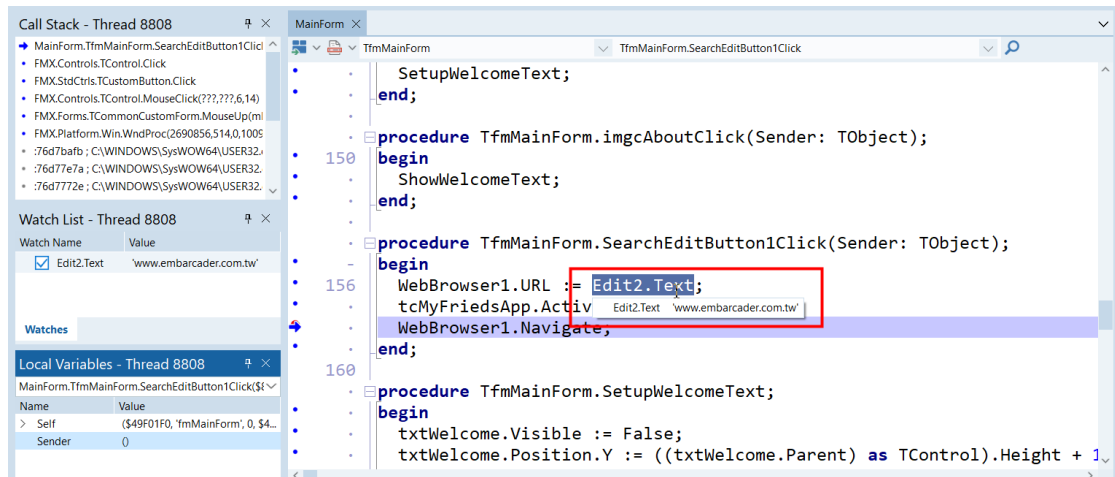 Call Stack - Thread 8808
MainForm.TfmMainForm.SearchEditButton1Clic
FMX.Controls.TControl.Click
FMX.StdCtrls.TCustomButton.Click
FMX.Controls.TControl.MouseClick(???,???,6,14)
FMX.Forms.TCommonCustomForm.MouseUp(m
FMX.Platform.Win.WndProc(2690856,514,0,1009
:76d7bafb ; C:\WINDOWS\SysWOW64\USER32.
:76d77e7a ; C:\WINDOWS\SysWOW64\USER32.
:76d7772e ; C:\WINDOWS\SysWOW64\USER32.
Watch List - Thread 8808
Watch Name Value
Edit2.Text 'www.embarcader.com.tw'
Watches
Local Variables - Thread 8808
MainForm.TfmMainForm.SearchEditButton1Click($
Name Value
Self ($49F01F0, 'fmMainForm', 0, $4...
Sender ()
MainForm
TfmMainForm TfmMainForm.SearchEditButton1Click
SetupWelcomeText;
end;
procedure TfmMainForm.imgcAboutClick(Sender: TObject);
150 begin
ShowWelcomeText;
end;
procedure TfmMainForm.SearchEditButton1Click(Sender: TObject);
begin
156 WebBrowser1.URL := Edit2.Text;
tcMyFriedsApp.Activ
Edit2.Text 'www.embarcader.com.tw'
WebBrowser1.Navigate;
end;
160
procedure TfmMainForm.SetupWelcomeText;
begin
txtWelcome.Visible := False;
txtWelcome.Position.Y := ((txtWelcome.Parent) as TControl).Height + 1